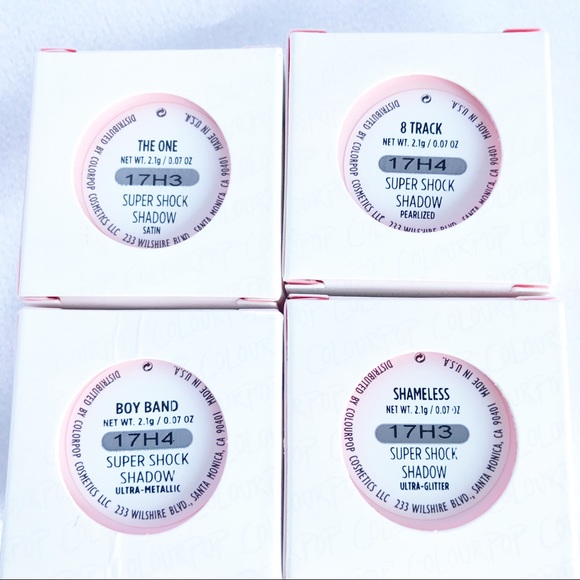 THE ONE
NET WT. 2.1g / 0.07 OZ
17H3
SUPER SHOCK
SHADOW
SATIN
DISTRIBUTED BY COLORPOP COSMETICS LLC 233 WILSHIRE BLVD., SANTA MONICA, CA 90401 MADE IN U.S.A.
8 TRACK
NET WT. 2.1g / 0.07 OZ
17H4
SUPER SHOCK
SHADOW
PEARLIZED
DISTRIBUTED BY COLORPOP COSMETICS LLC. 233 WILSHIRE BLVD., SANTA MONICA, CA 90401 MADE IN U.S.A.
BOY BAND
NET WT. 2.1g / 0.07 OZ
17H4
SUPER SHOCK
SHADOW
ULTRA-METALLIC
DISTRIBUTED BY COLORPOP COSMETICS LLC 233 WILSHIRE BLVD., SANTA MONICA, CA 90401 MADE IN U.S.A.
SHAMELESS
NET WT. 2.1g / 0.07 OZ
17H3
SUPER SHOCK
SHADOW
ULTRA-GLITTER
DISTRIBUTED BY COLORPOP COSMETICS LLC 233 WILSHIRE BLVD., SANTA MONICA, CA 90401 MADE IN U.S.A.
COLOURPOP